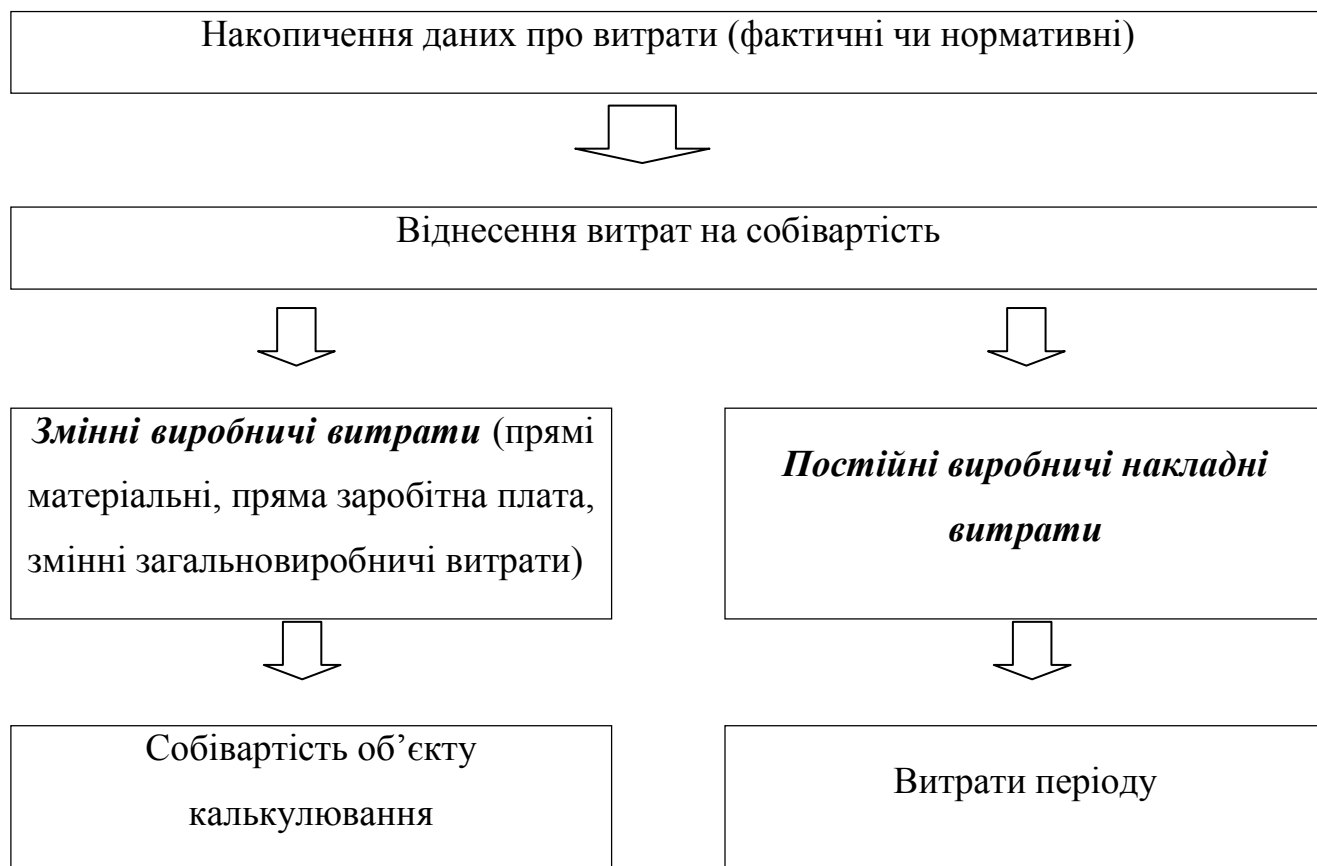 Накопичення даних про витрати (фактичні чи нормативні)
Віднесення витрат на собівартість
Змінні виробничі витрати (прямі
матеріальні, пряма заробітна плата,
змінні загальновиробничі витрати)
Постійні виробничі накладні
витрати
Собівартість об’єкту
калькулювання
Витрати періоду